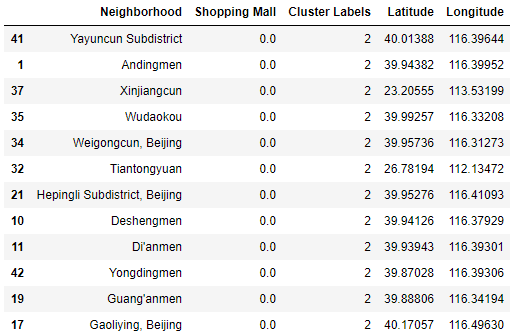 Neighborhood Shopping Mall Cluster Labels Latitude Longitude
41 Yayuncun Subdistrict 0.0 2 40.01388 116.39644
1 Andingmen 0.0 2 39.94382 116.39952
37 Xinjiangcun 0.0 2 23.20555 113.53199
35 Wudaokou 0.0 2 39.99257 116.33208
34 Weigongcun, Beijing 0.0 2 39.95736 116.31273
32 Tiantongyuan 0.0 2 26.78194 112.13472
21 Hepingli Subdistrict, Beijing 0.0 2 39.95276 116.41093
10 Deshengmen 0.0 2 39.94126 116.37929
11 Di'anmen 0.0 2 39.93943 116.39301
42 Yongdingmen 0.0 2 39.87028 116.39306
19 Guang'anmen 0.0 2 39.88806 116.34194
17 Gaoliying, Beijing 0.0 2 40.17057 116.49630